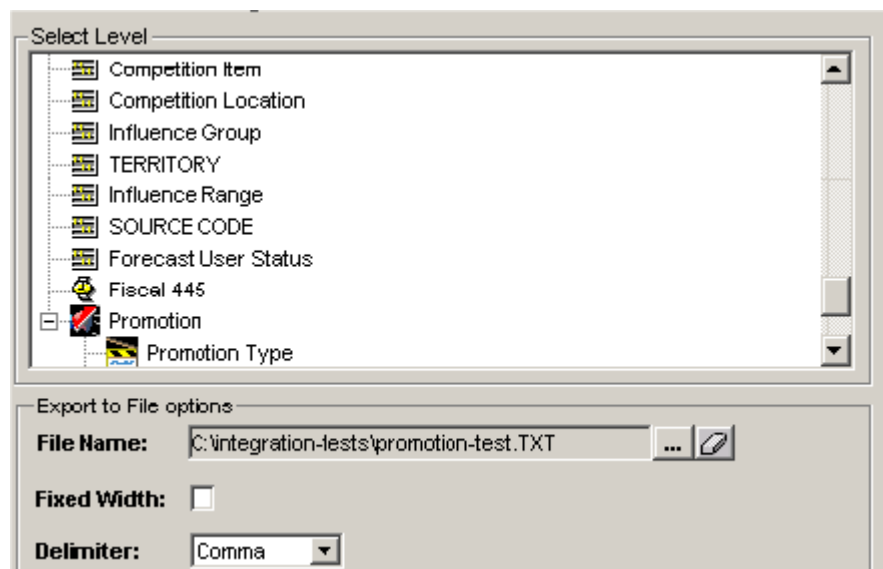 Select Level
Competition Item
Competition Location
Influence Group
TERRITORY
Influence Range
SOURCE CODE
Forecast User Status
Fiscal 445
Promotion
Promotion Type
Export to File options
File Name: C:\integration-tests\promotion-test.TXT ...
Fixed Width:
Delimiter: Comma